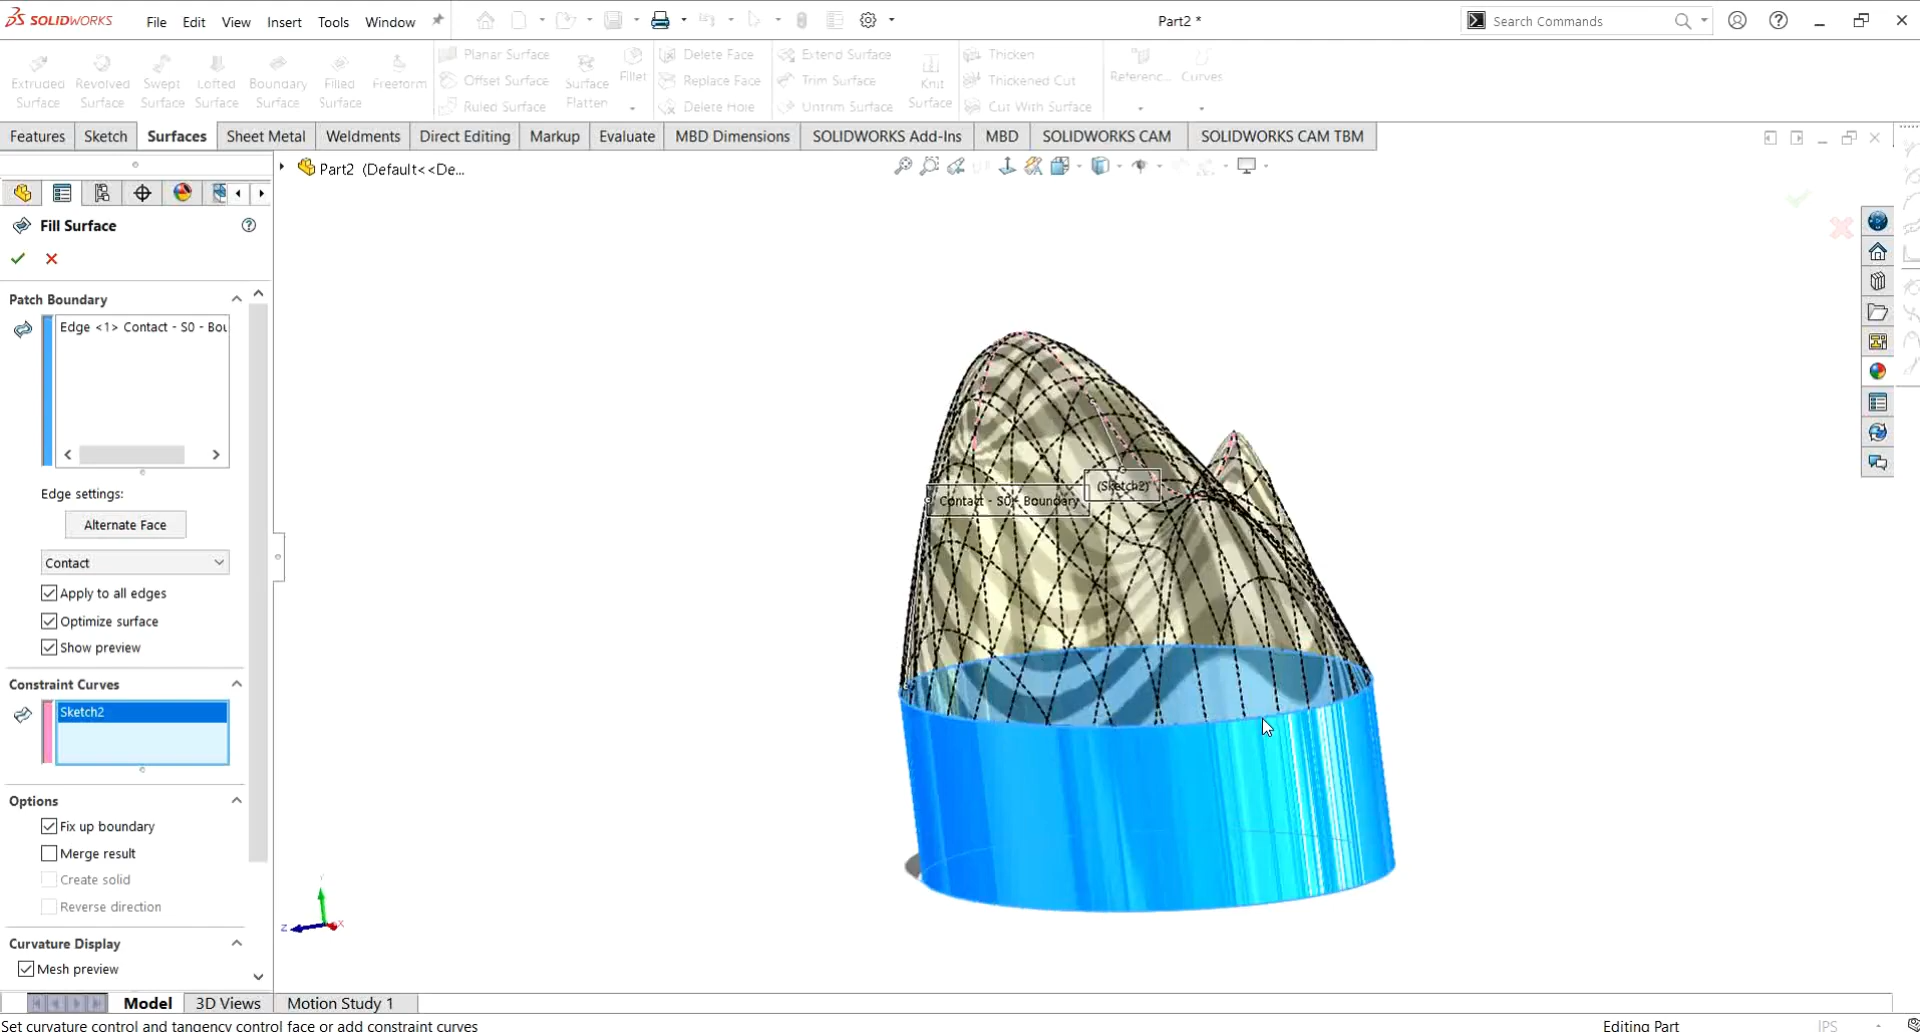 SOLIDWORKS
File Edit View Insert Tools Window
Part2 *
Search Commands
Extruded Surface
Revolved Surface
Swept Surface
Lofted Surface
Boundary Surface
Filled Surface
Freeform
Planar Surface
Offset Surface
Ruled Surface
Surface Flatten
Fillet
Delete Face
Replace Face
Delete Hole
Extend Surface
Trim Surface
Untrim Surface
Knit Surface
Thicken
Thickened Cut
Cut With Surface
Referenc...
Curves
Features Sketch Surfaces Sheet Metal Weldments Direct Editing Markup Evaluate MBD Dimensions SOLIDWORKS Add-Ins MBD SOLIDWORKS CAM SOLIDWORKS CAM TBM
Part2 (Default<<De...
Fill Surface
Patch Boundary
Edge <1> Contact - S0 - Bou
Edge settings:
Alternate Face
Contact
Apply to all edges
Optimize surface
Show preview
Constraint Curves
Sketch2
Options
Fix up boundary
Merge result
Create solid
Reverse direction
Curvature Display
Mesh preview
(Sketch2)
Contact - S0 - Boundary
Y
Z
X
Model 3D Views Motion Study 1
Set curvature control and tangency control face or add constraint curves
Editing Part
IPS